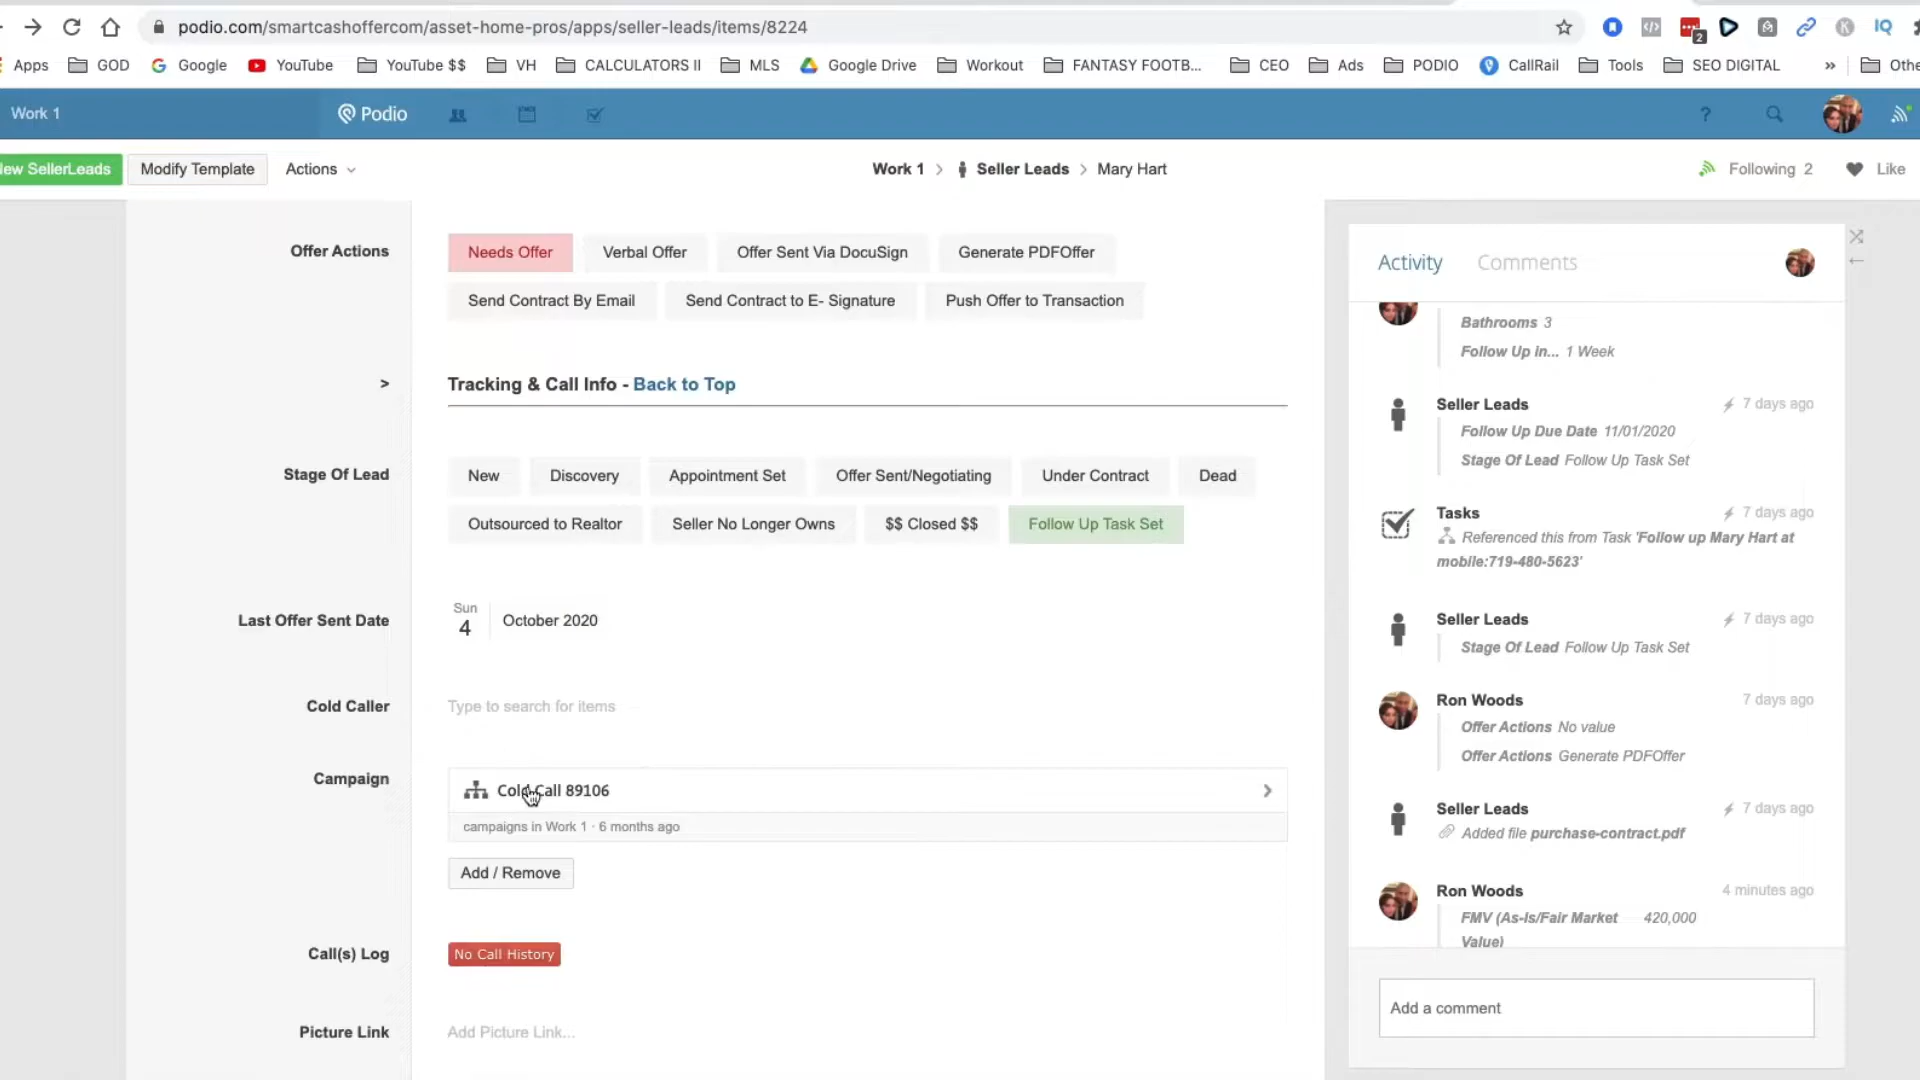 podio.com/smartcashoffercom/asset-home-pros/apps/seller-leads/items/8224
2
IQ
Apps GOD Google YouTube YouTube $$ VH CALCULATORS II MLS Google Drive Workout FANTASY FOOTB... CEO Ads PODIO CallRail Tools SEO DIGITAL » Othe
Work 1 Podio ?
New SellerLeads Modify Template Actions Work 1 > Seller Leads > Mary Hart Following 2 Like
Offer Actions
Needs Offer Verbal Offer Offer Sent Via DocuSign Generate PDFOffer
Send Contract By Email Send Contract to E- Signature Push Offer to Transaction
>
Tracking & Call Info - Back to Top
Stage Of Lead
New Discovery Appointment Set Offer Sent/Negotiating Under Contract Dead
Outsourced to Realtor Seller No Longer Owns $$ Closed $$ Follow Up Task Set
Last Offer Sent Date
Sun
4
October 2020
Cold Caller
Type to search for items
Campaign
Cold Call 89106
campaigns in Work 1 · 6 months ago
Add / Remove
Call(s) Log
No Call History
Picture Link
Add Picture Link...
Activity Comments
Bathrooms 3
Follow Up in... 1 Week
Seller Leads 7 days ago
Follow Up Due Date 11/01/2020
Stage Of Lead Follow Up Task Set
Tasks 7 days ago
Referenced this from Task 'Follow up Mary Hart at
mobile:719-480-5623'
Seller Leads 7 days ago
Stage Of Lead Follow Up Task Set
Ron Woods 7 days ago
Offer Actions No value
Offer Actions Generate PDFOffer
Seller Leads 7 days ago
Added file purchase-contract.pdf
Ron Woods 4 minutes ago
FMV (As-Is/Fair Market 420,000
Value)
Add a comment